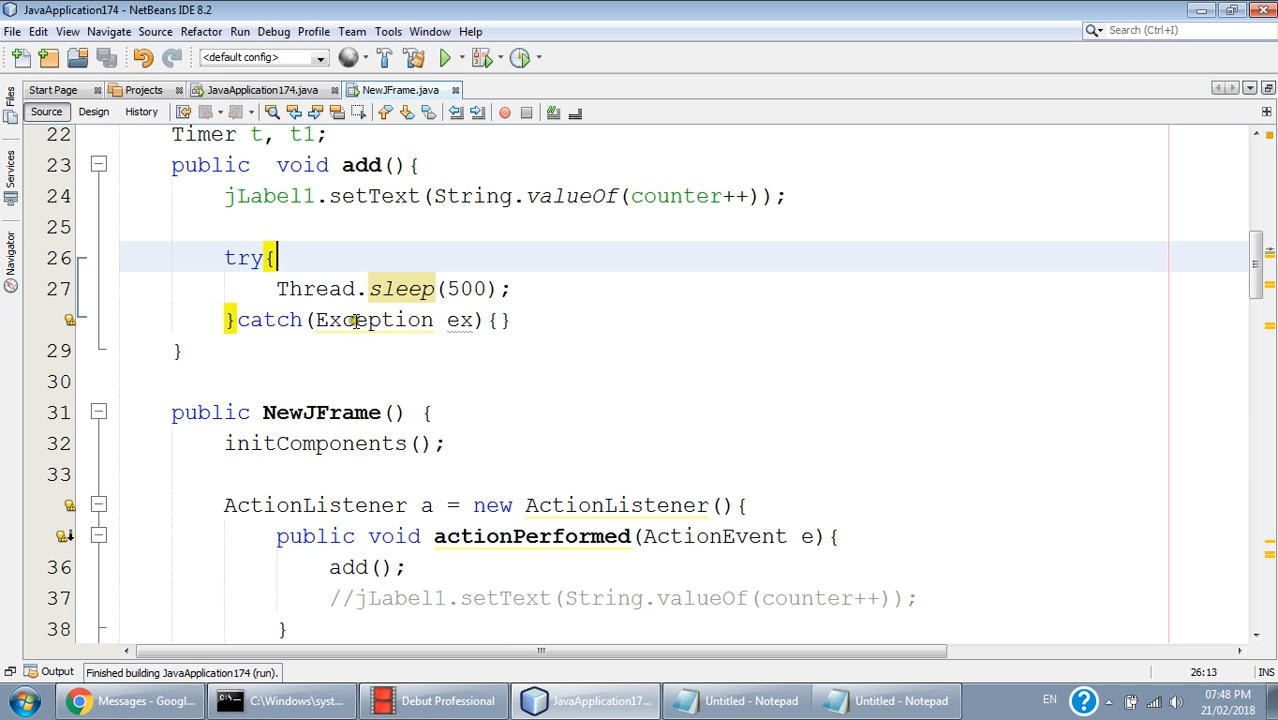 JavaApplication174 - NetBeans IDE 8.2
File Edit View Navigate Source Refactor Run Debug Profile Team Tools Window Help
Search (Ctrl+I)
<default config>
Start Page Projects JavaApplication174.java NewJFrame.java
Source Design History
Files
Services
Navigator
22 Timer t, t1;
23 public  void add(){
24 jLabel1.setText(String.valueOf(counter++));
25
26 try{
27 Thread.sleep(500);
}catch(Exception ex){}
29 }
30
31 public NewJFrame() {
32 initComponents();
33
ActionListener a = new ActionListener(){
public void actionPerformed(ActionEvent e){
36 add();
37 //jLabel1.setText(String.valueOf(counter++));
38 }
Output Finished building JavaApplication174 (run). 26:13 INS
Messages - Googl... C:\Windows\syst... Debut Professional JavaApplication17... Untitled - Notepad Untitled - Notepad EN 07:48 PM
21/02/2018